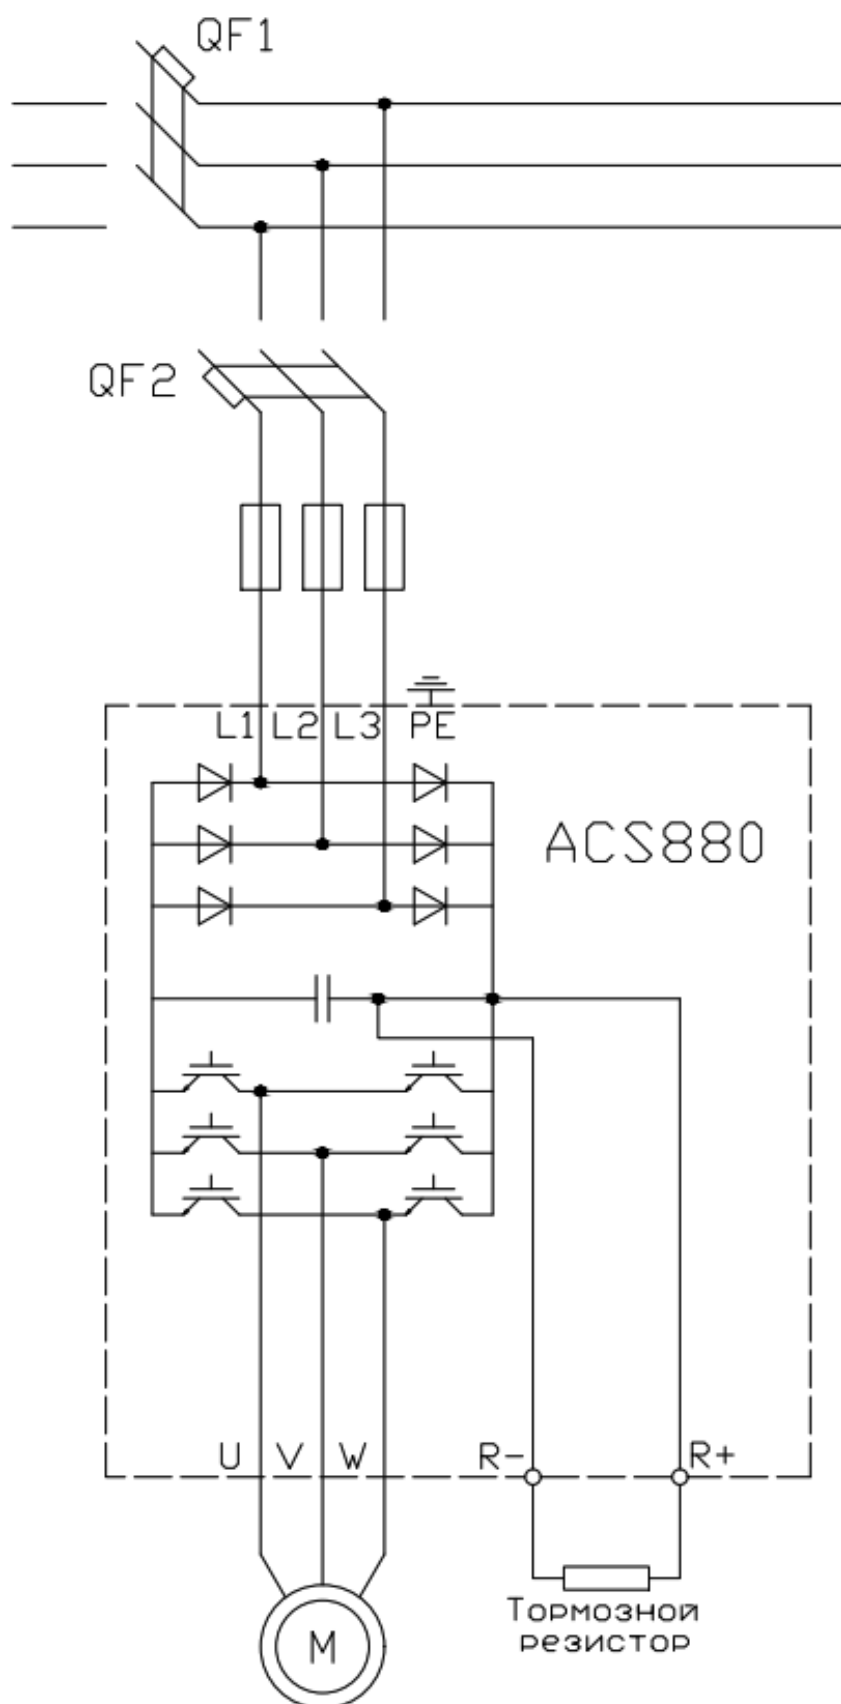 QF1
QF2
L1 L2 L3 PE
ACS880
U V W R- R+
M
Тормозной
резистор